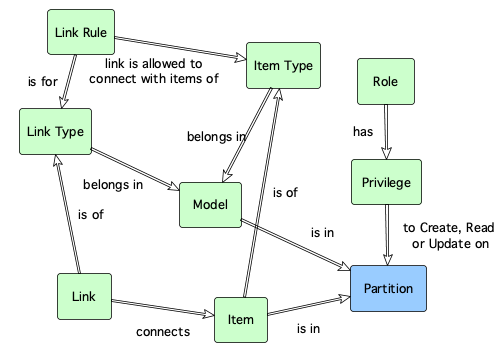 Link Rule
link is allowed to
connect with items of
Item Type
Role
is for
has
Link Type
belongs in
belongs in
Privilege
is of
Model
is of
is in
to Create, Read
or Update on
Link
Partition
connects
Item
is in